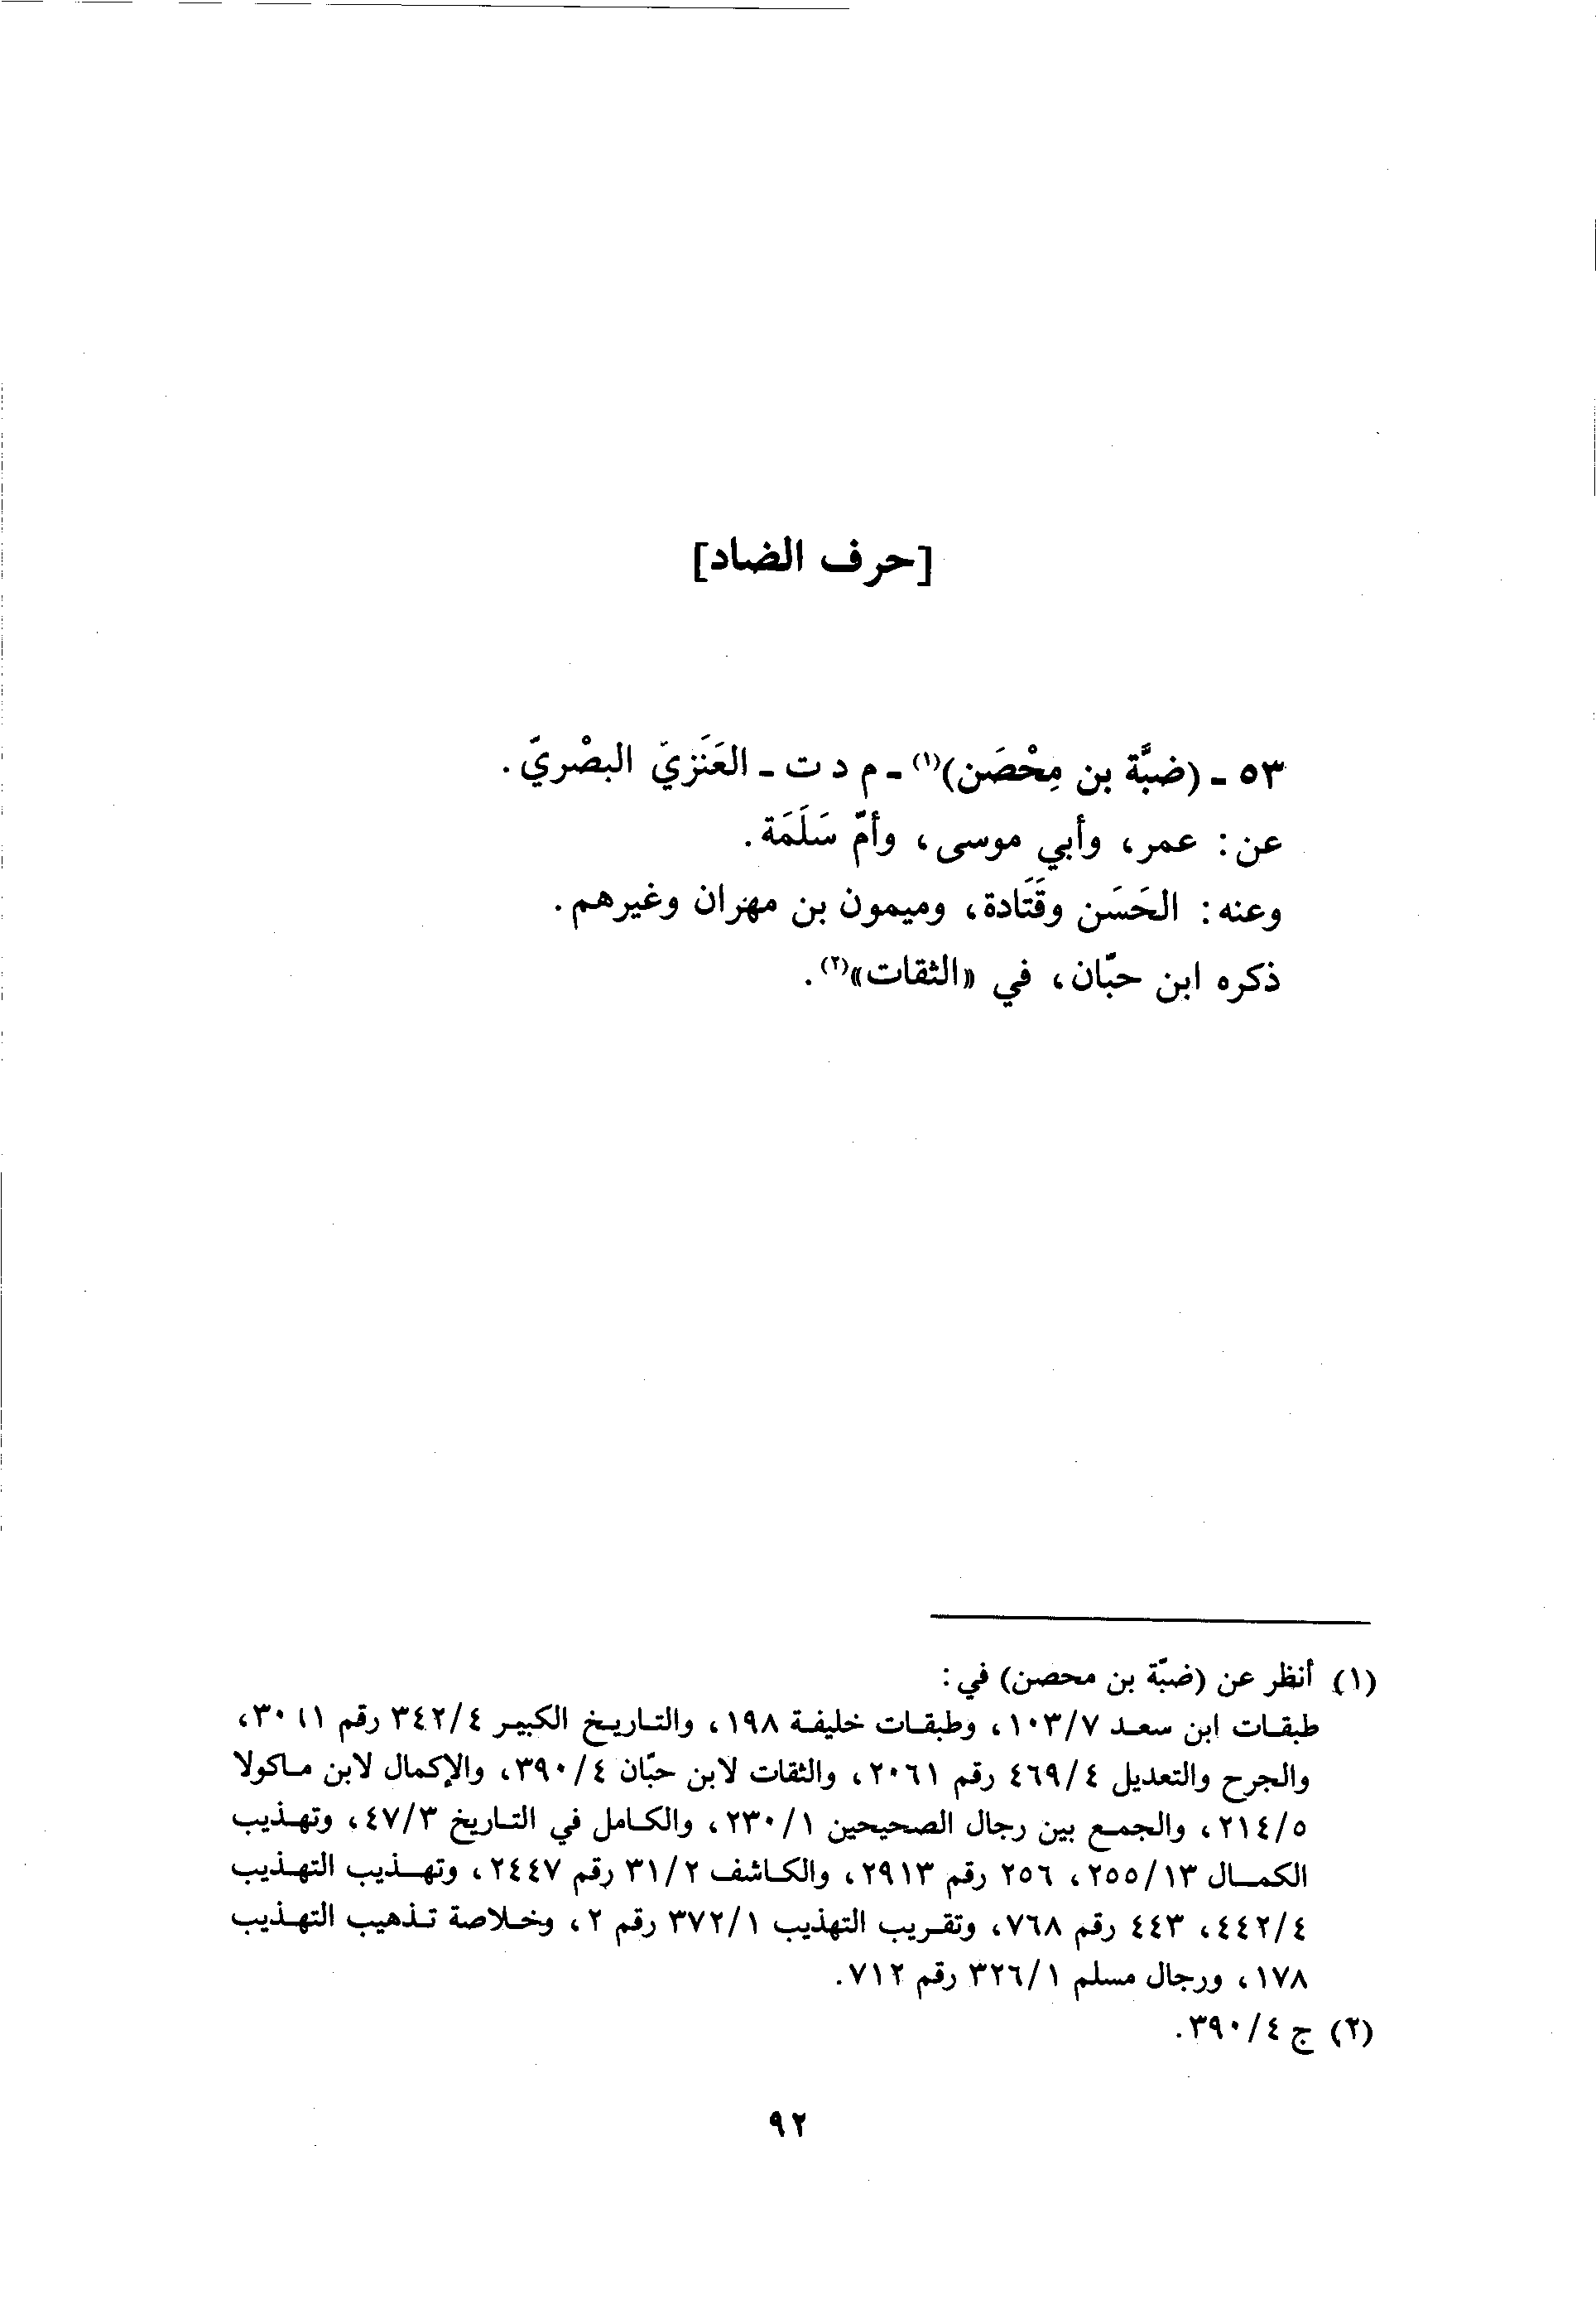 [حرف الضاد]
٥٣ ـ (ضبَّة بن مِحْصَن)(١) ـ م د ت ـ العَنَزيّ البصْريّ.
عن: عمر، وأبي موسى، وأمّ سَلَمَة.
وعنه: الحَسَن وقَتَادة، وميمون بن مهران وغيرهم.
ذكره ابن حبّان، في «الثقات»(٢).
(١) أنظر عن (ضبّة بن محصن) في:
طبقات ابن سعد ١٠٣/٧، وطبقات خليفة ١٩٨، والتاريخ الكبير ٣٤٢/٤ رقم
والجرح والتعديل ٤٦٩/٤ رقم ٢٠٦١، والثقات لابن حبّان ٣٩٠/٤، والإكمال لابن ماكولا
٢١٤/٥، والجمع بين رجال الصحيحين ٢٣٠/١، والكامل في التاريخ ٤٧/٣، وتهذيب
الكمال ٢٥٥/١٣، ٢٥٦ رقم ٢٩١٣، والكاشف ٣١/٢ رقم ٢٤٤٧، وتهذيب التهذيب
٤٤٢/٤، ٤٤٣ رقم ٧٦٨، وتقريب التهذيب ٣٧٢/١ رقم ٢، وخلاصة تذهيب التهذيب
١٧٨، ورجال مسلم ٣٢٦/١ رقم ٧١٢.
(٢) ج ٣٩٠/٤.
٩٢